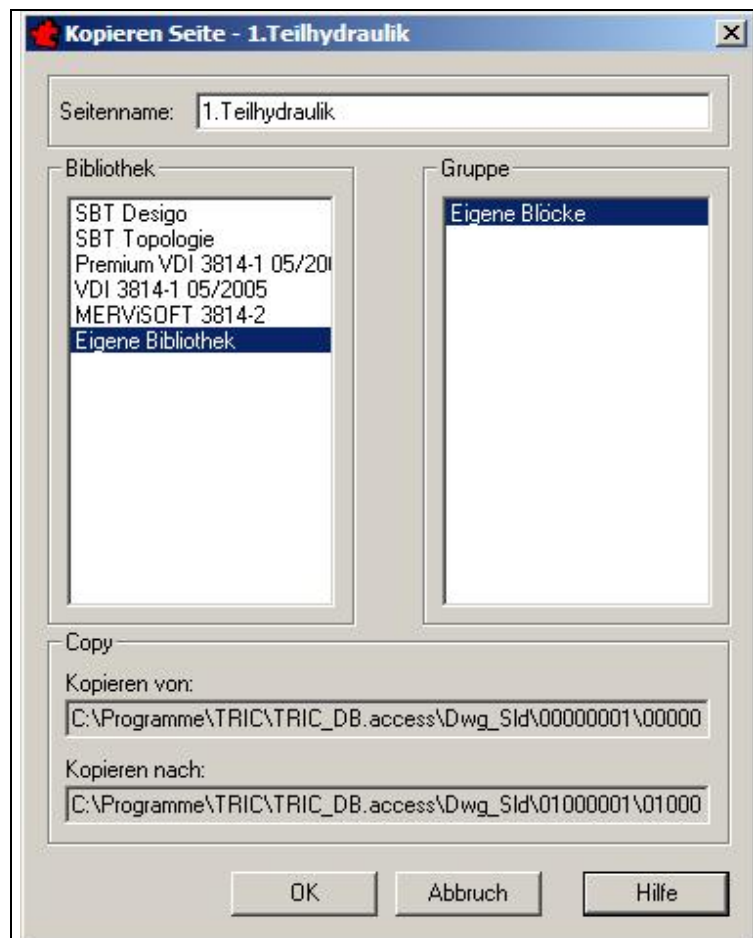 Kopieren Seite - 1.Teilhydraulik
Seitenname: 1.Teilhydraulik
Bibliothek
SBT Desigo
SBT Topologie
Premium VDI 3814-1 05/200
VDI 3814-1 05/2005
MERViSOFT 3814-2
Eigene Bibliothek
Gruppe
Eigene Blöcke
Copy
Kopieren von:
C:\Programme\TRIC\TRIC_DB.access\Dwg_Sld\00000001\00000
Kopieren nach:
C:\Programme\TRIC\TRIC_DB.access\Dwg_Sld\01000001\01000
OK
Abbruch
Hilfe